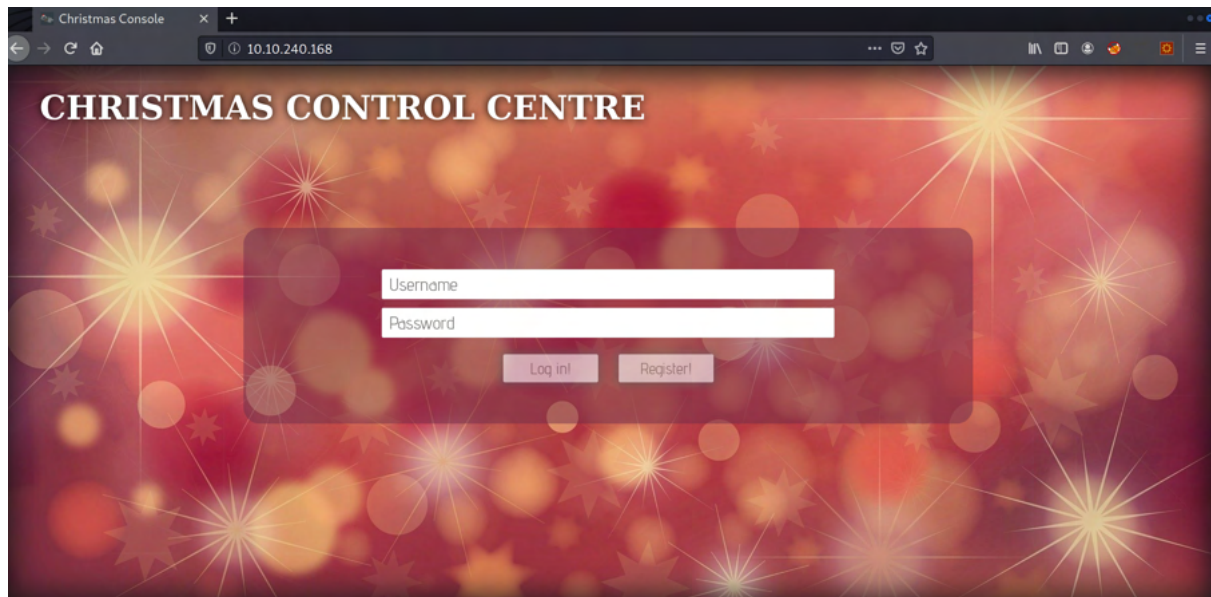 Christmas Console
10.10.240.168
CHRISTMAS CONTROL CENTRE
Username
Password
Log in! Register!